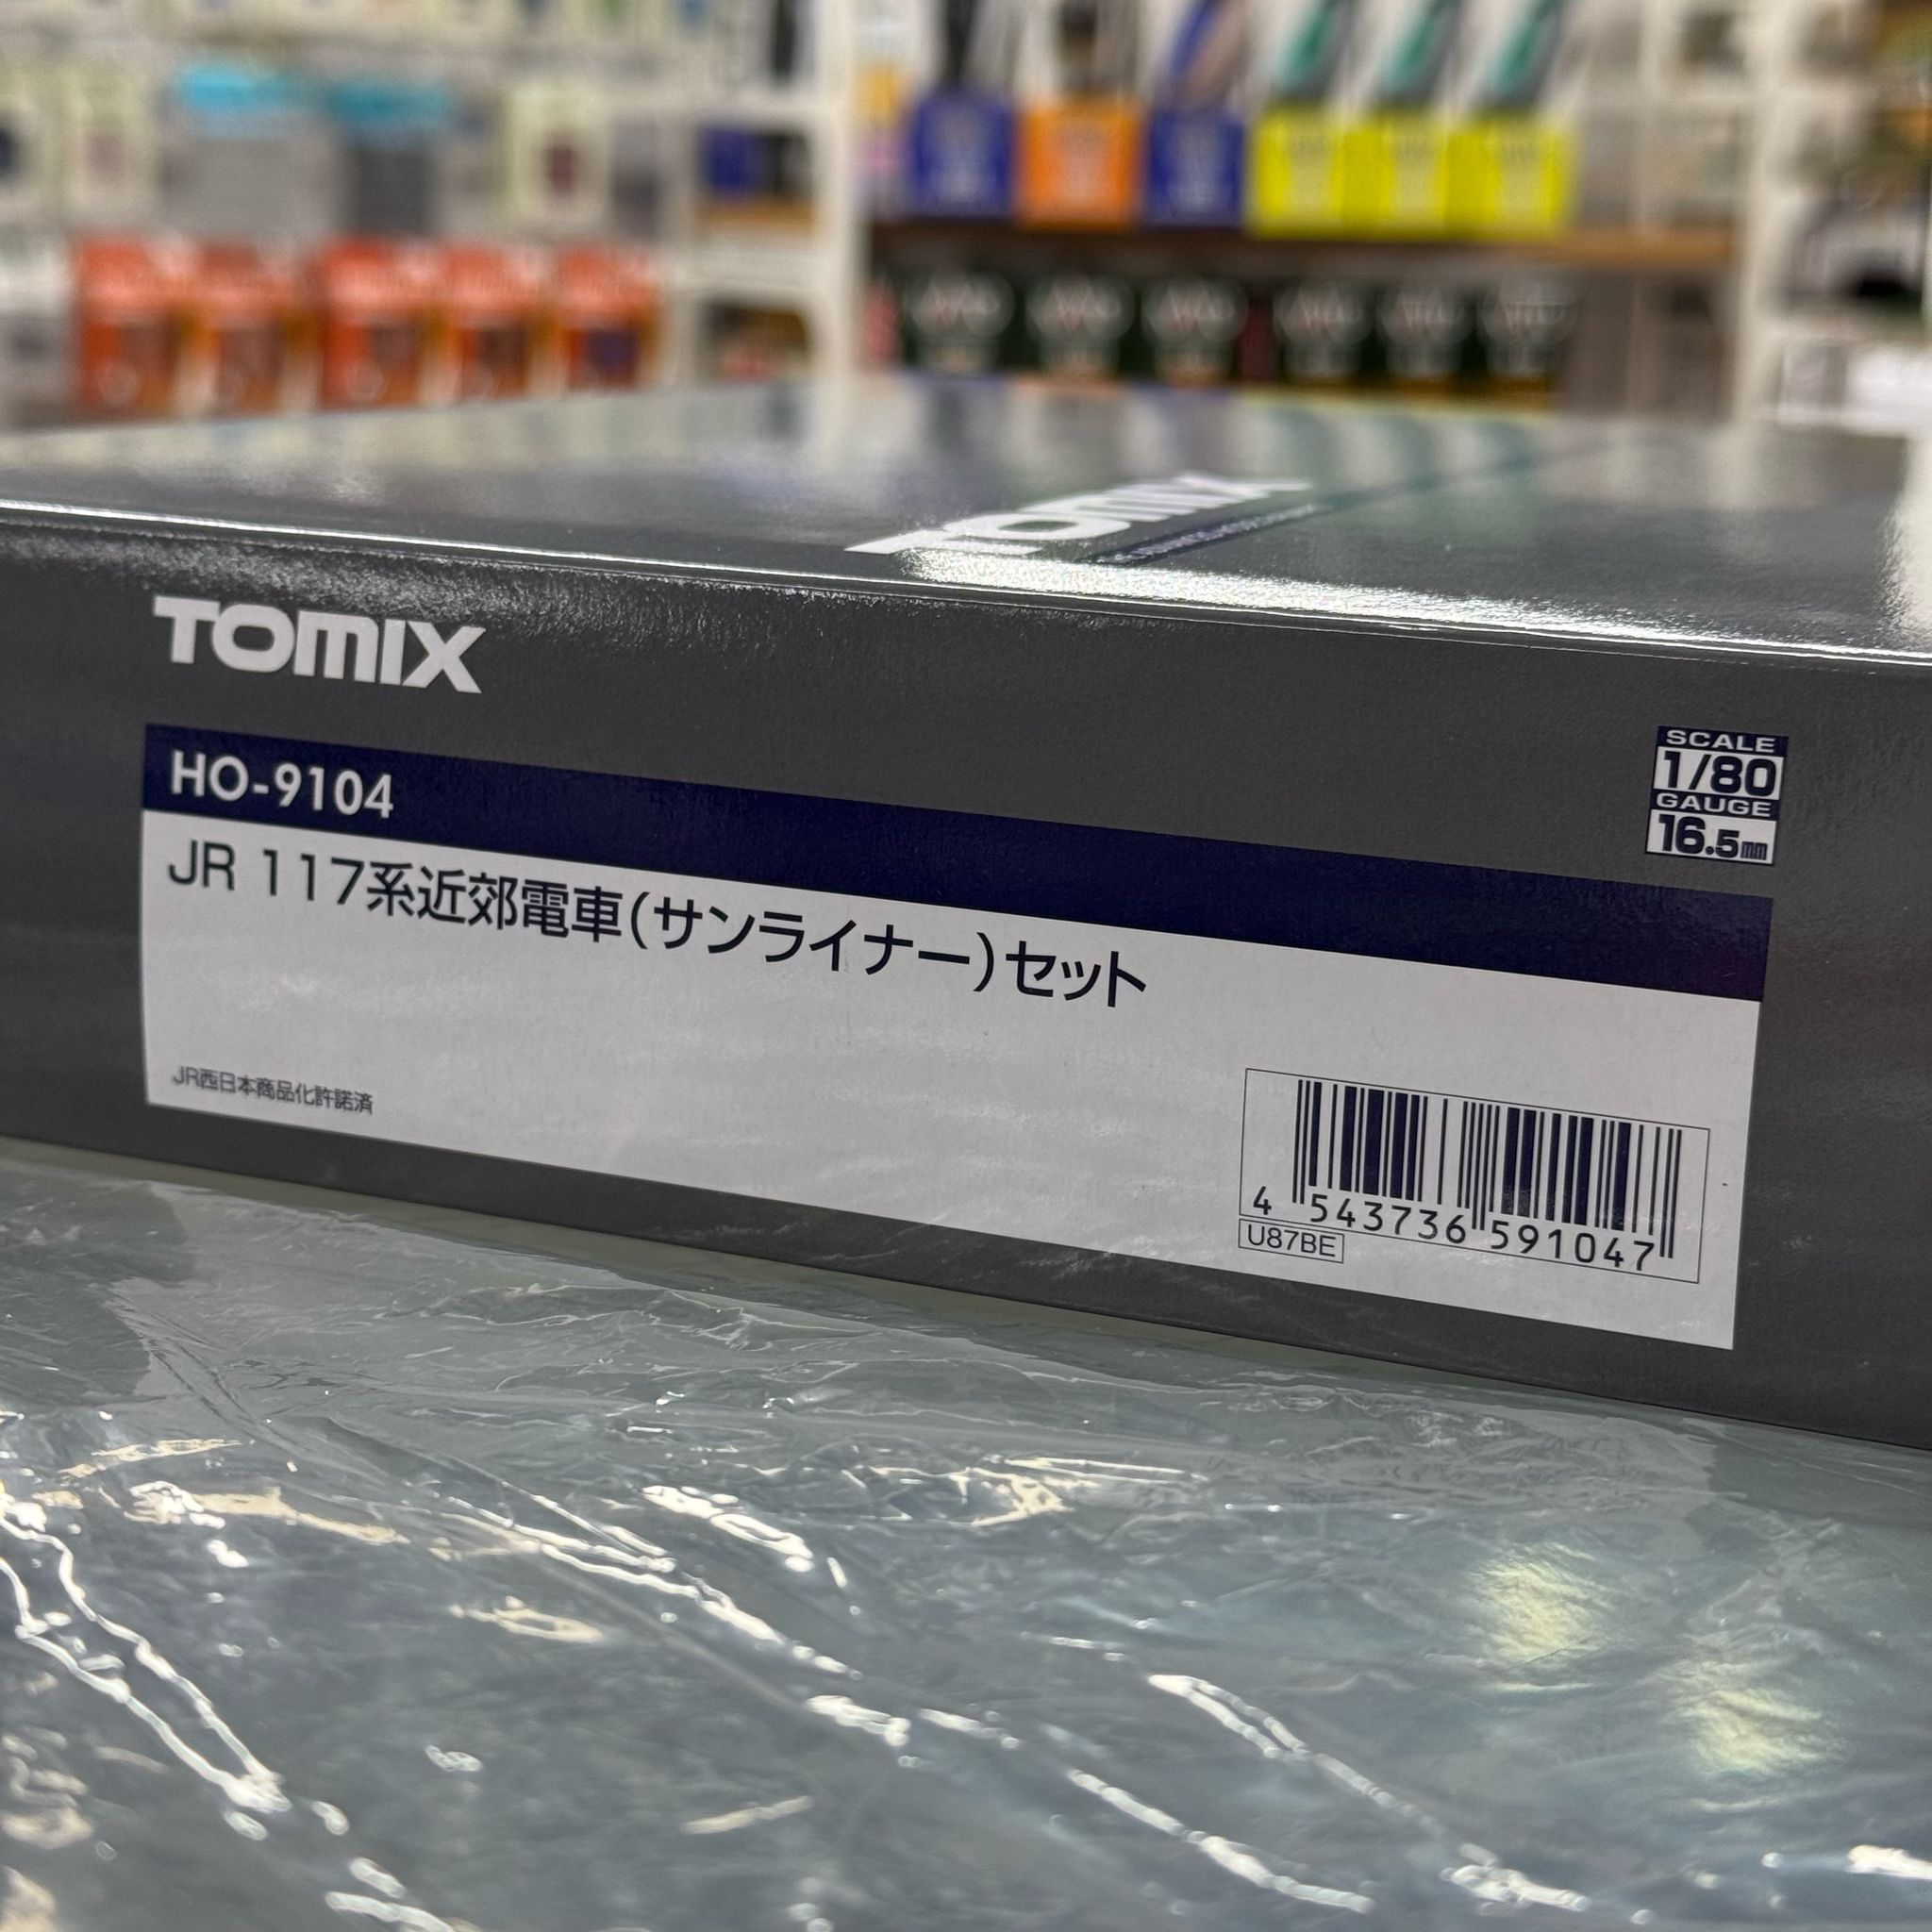 TOMIX
TOMIX
HO-9104
SCALE
1/80
GAUGE
16.5mm
JR 117系近郊電車(サンライナー)セット
JR西日本商品化許諾済
4 543736 591047
U87BE